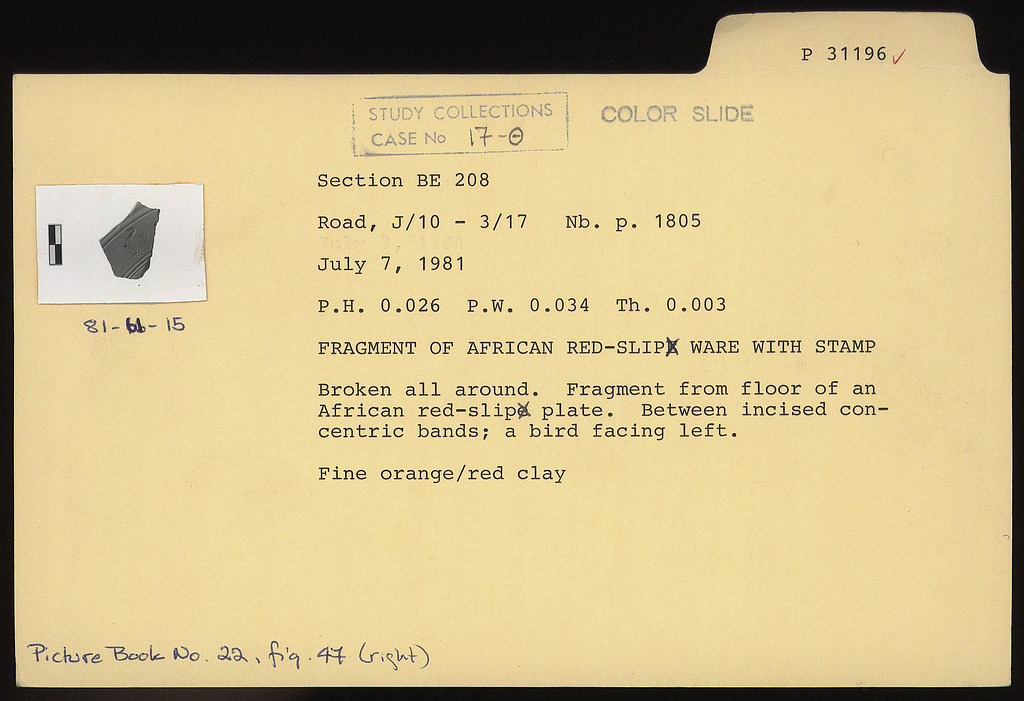 P 31196 ✓
STUDY COLLECTIONS
CASE No 17-Θ
COLOR SLIDE
Section BE 208
Road, J/10 - 3/17 Nb. p. 1805
July 7, 1981
P.H. 0.026 P.W. 0.034 Th. 0.003
FRAGMENT OF AFRICAN RED-SLIP WARE WITH STAMP
Broken all around. Fragment from floor of an
African red-slip plate. Between incised con-
centric bands; a bird facing left.
Fine orange/red clay
81- - 15
Picture Book No. 22, fig. 47 (right)